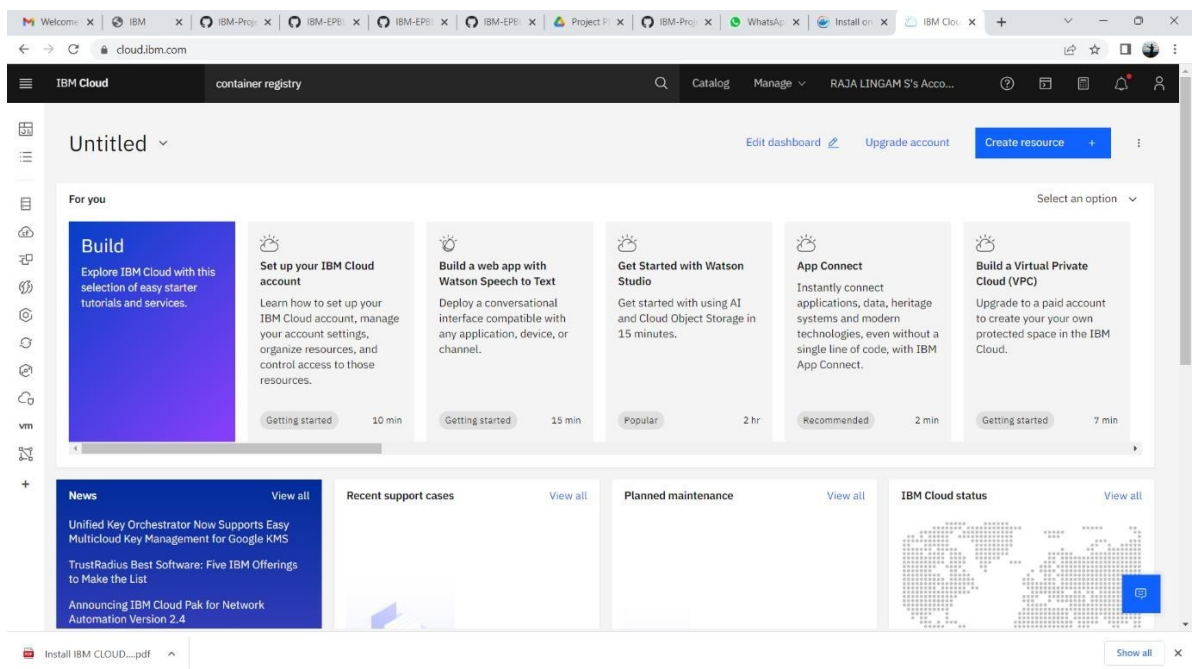 Welcome
IBM
IBM-Proje
IBM-EPBL
IBM-EPBL
IBM-EPBL
Project P
IBM-Proje
WhatsAp
Install on
IBM Clou
cloud.ibm.com
IBM Cloud
container registry
Catalog
Manage
RAJA LINGAM S's Acco...
Untitled
Edit dashboard
Upgrade account
Create resource +
For you
Select an option
Build
Explore IBM Cloud with this
selection of easy starter
tutorials and services.
Set up your IBM Cloud
account
Learn how to set up your
IBM Cloud account, manage
your account settings,
organize resources, and
control access to those
resources.
Getting started
10 min
Build a web app with
Watson Speech to Text
Deploy a conversational
interface compatible with
any application, device, or
channel.
Getting started
15 min
Get Started with Watson
Studio
Get started with using AI
and Cloud Object Storage in
15 minutes.
Popular
2 hr
App Connect
Instantly connect
applications, data, heritage
systems and modern
technologies, even without a
single line of code, with IBM
App Connect.
Recommended
2 min
Build a Virtual Private
Cloud (VPC)
Upgrade to a paid account
to create your your own
protected space in the IBM
Cloud.
Getting started
7 min
vm
News
View all
Unified Key Orchestrator Now Supports Easy
Multicloud Key Management for Google KMS
TrustRadius Best Software: Five IBM Offerings
to Make the List
Announcing IBM Cloud Pak for Network
Automation Version 2.4
Recent support cases
View all
Planned maintenance
View all
IBM Cloud status
View all
Install IBM CLOUD....pdf
Show all